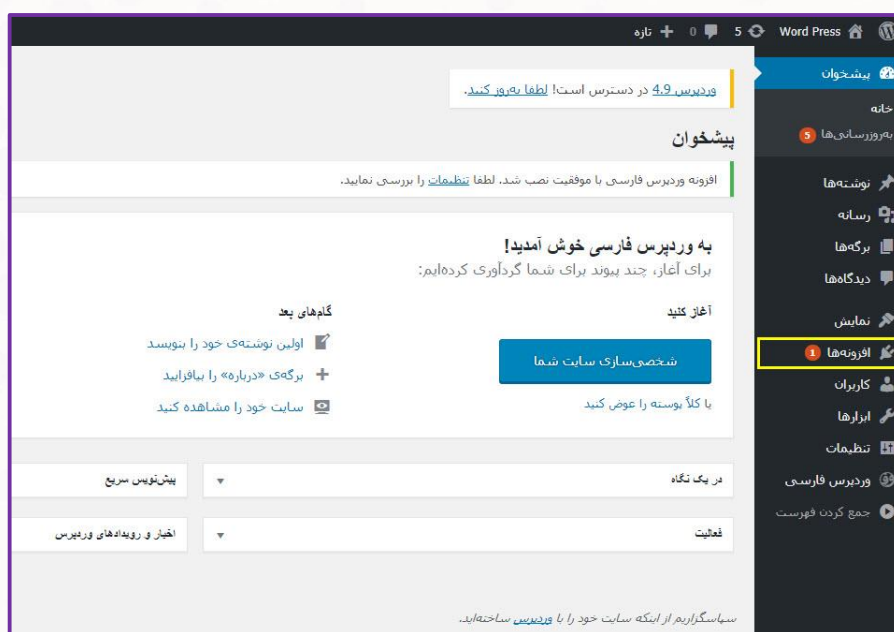 Word Press 5 0 + تازه
پیشخوان
خانه
به‌روزرسانی‌ها 5
نوشته‌ها
رسانه
برگه‌ها
دیدگاه‌ها
نمایش
افزونه‌ها 1
کاربران
ابزارها
تنظیمات
وردپرس فارسی
جمع کردن فهرست
وردپرس 4.9 در دسترس است! لطفا به‌روز کنید.
پیشخوان
افزونه وردپرس فارسی با موفقیت نصب شد. لطفا تنظیمات را بررسی نمایید.
به وردپرس فارسی خوش آمدید!
برای آغاز، چند پیوند برای شما گردآوری کرده‌ایم:
آغاز کنید
شخصی‌سازی سایت شما
یا کلاً پوسته را عوض کنید
گام‌های بعد
اولین نوشته‌ی خود را بنویسد
برگه‌ی «درباره» را بیافزایید
سایت خود را مشاهده کنید
در یک نگاه
پیش‌نویس سریع
فعالیت
اخبار و رویدادهای وردپرس
سپاسگزاریم از اینکه سایت خود را با وردپرس ساخته‌اید.